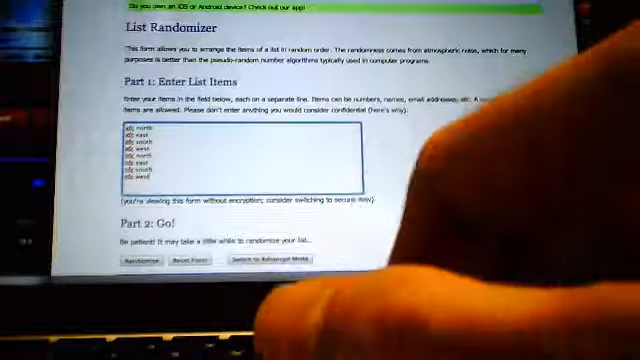 Do you own an iOS or Android device? Check out our app!
List Randomizer
This form allows you to arrange the items of a list in random order. The randomness comes from atmospheric noise, which for many
purposes is better than the pseudo-random number algorithms typically used in computer programs.
Part 1: Enter List Items
Enter your items in the field below, each on a separate line. Items can be numbers, names, email addresses, etc. A
items are allowed. Please don't enter anything you would consider confidential (here's why).
afc north
afc east
afc south
afc west
nfc north
nfc east
nfc south
nfc west
(you're viewing this form without encryption; consider switching to secure now)
Part 2: Go!
Be patient! It may take a little while to randomize your list...
Randomize Reset Form Switch to Advanced Mode